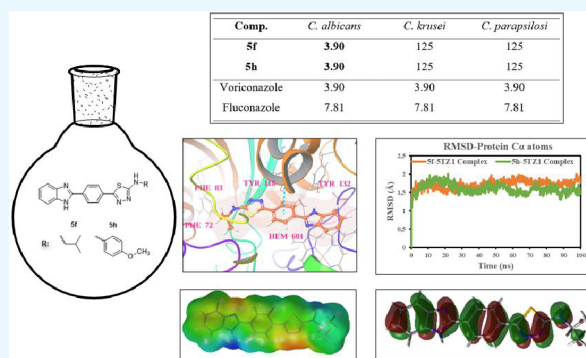 Comp. C. albicans C. krusei C. parapsilosi
5f 3.90 125 125
5h 3.90 125 125
Voriconazole 3.90 3.90 3.90
Fluconazole 7.81 7.81 7.81
N
N
H
N N
S
HN R
5f 5h
R:
OCH₃
PHE 83
TYR 118
TYR 132
PHE 72
HEM 601
RMSD-Protein Cα atoms
5f-5TZ1 Complex 5h-5TZ1 Complex
RMSD (Å)
2
1,5
1
0,5
0
0 10 20 30 40 50 60 70 80 90 100
Time (ns)